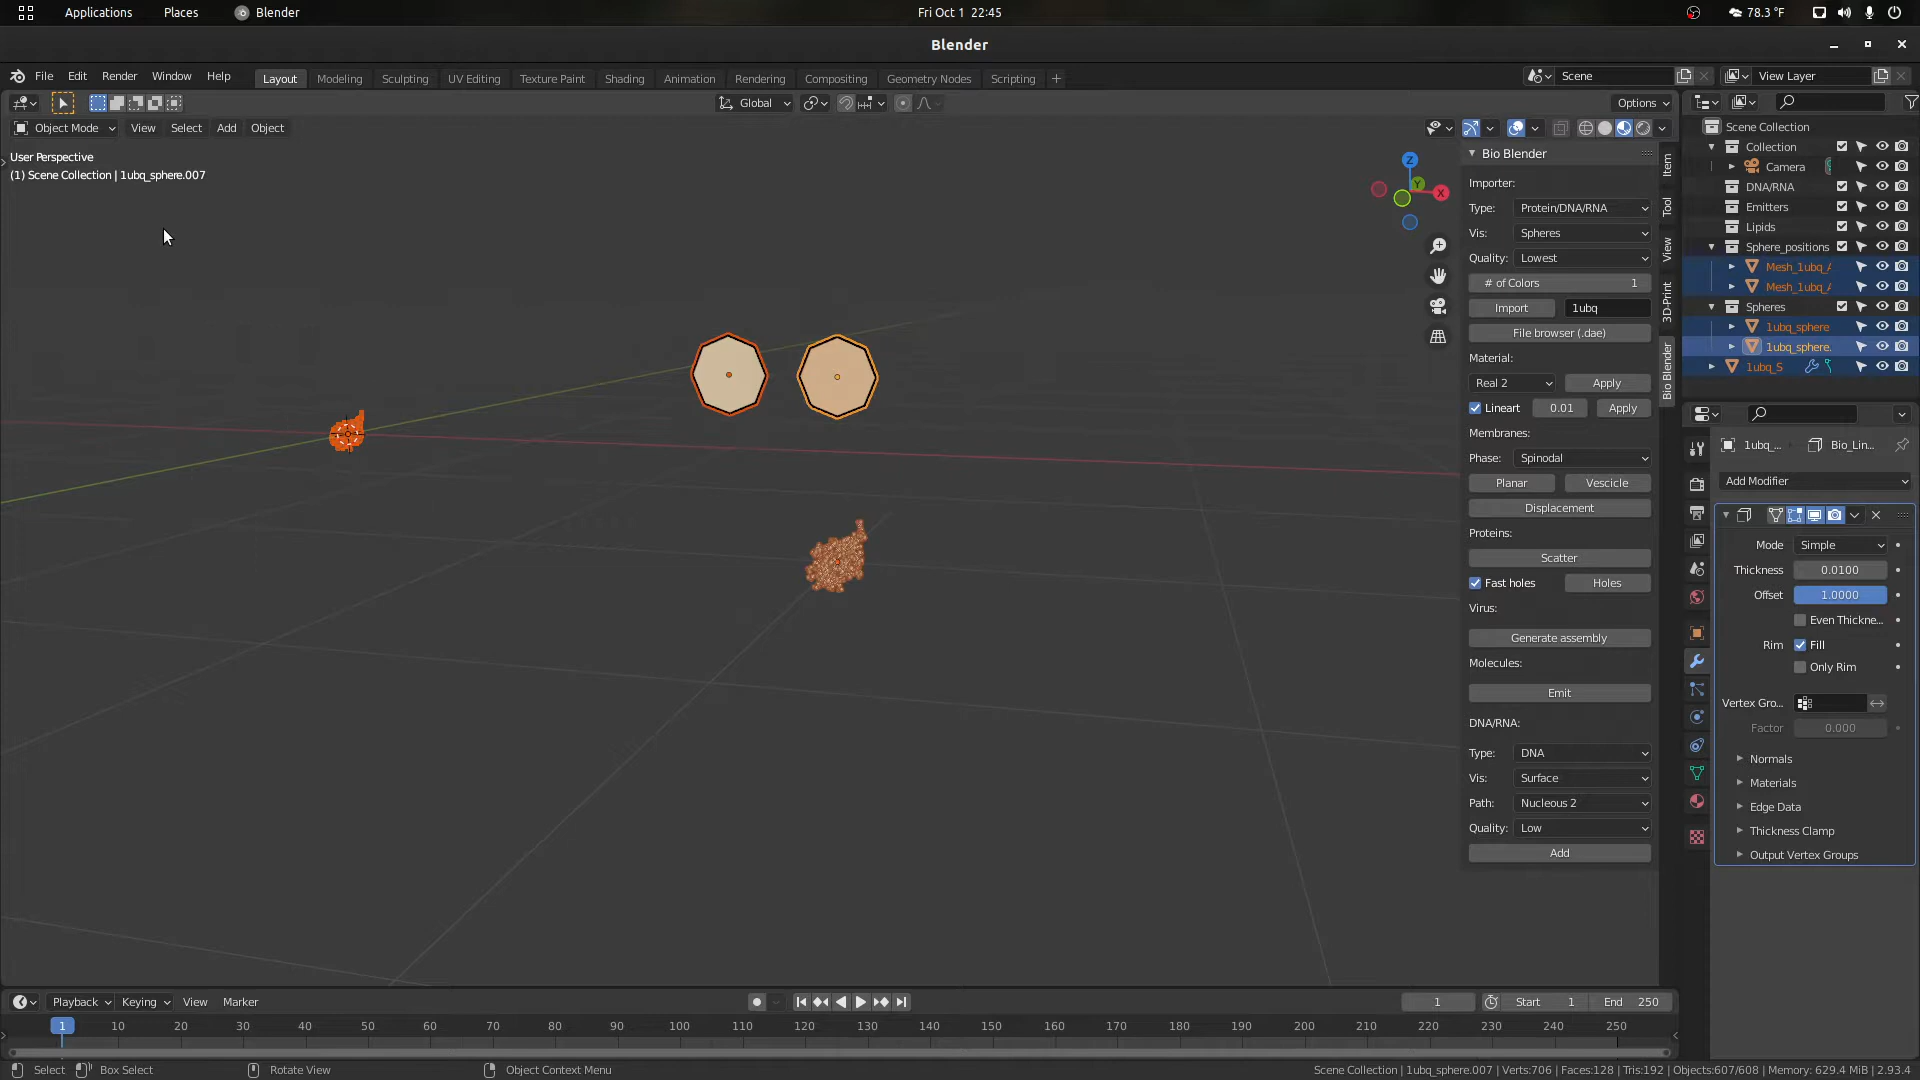 Applications Places Blender Fri Oct 1 22:45 78.3 °F
Blender
File Edit Render Window Help Layout Modeling Sculpting UV Editing Texture Paint Shading Animation Rendering Compositing Geometry Nodes Scripting + Scene View Layer
Global Options
Object Mode View Select Add Object
User Perspective
(1) Scene Collection | 1ubq_sphere.007
Z
Y
X
Bio Blender
Importer:
Type: Protein/DNA/RNA
Vis: Spheres
Quality: Lowest
# of Colors 1
Import 1ubq
File browser (.dae)
Material:
Real 2 Apply
Lineart 0.01 Apply
Membranes:
Phase: Spinodal
Planar Vescicle
Displacement
Proteins:
Scatter
Fast holes Holes
Virus:
Generate assembly
Molecules:
Emit
DNA/RNA:
Type: DNA
Vis: Surface
Path: Nucleous 2
Quality: Low
Add
Item
Tool
View
3D-Print
Bio Blender
Scene Collection
Collection
Camera
DNA/RNA
Emitters
Lipids
Sphere_positions
Mesh_1ubq_A
Mesh_1ubq_A
Spheres
1ubq_sphere
1ubq_sphere.
1ubq_S
1ubq_... Bio_Lin...
Add Modifier
Mode Simple
Thickness 0.0100
Offset 1.0000
Even Thickne...
Rim Fill
Only Rim
Vertex Gro...
Factor 0.000
Normals
Materials
Edge Data
Thickness Clamp
Output Vertex Groups
Playback Keying View Marker 1 Start 1 End 250
1 10 20 30 40 50 60 70 80 90 100 110 120 130 140 150 160 170 180 190 200 210 220 230 240 250
Select Box Select Rotate View Object Context Menu Scene Collection | 1ubq_sphere.007 | Verts:706 | Faces:128 | Tris:192 | Objects:607/608 | Memory: 629.4 MiB | 2.93.4